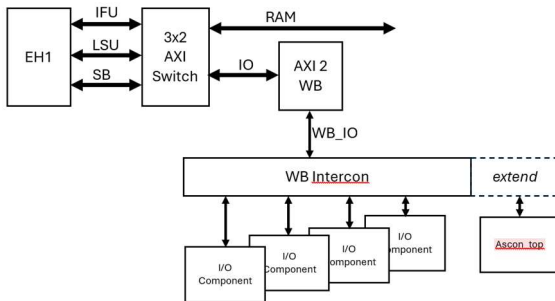 IFU
RAM
EH1
LSU
3x2
AXI
Switch
IO
AXI 2
WB
SB
WB_IO
WB Intercon
extend
I/O
Component
I/O
Component
I/O
Component
I/O
Component
Ascon_top